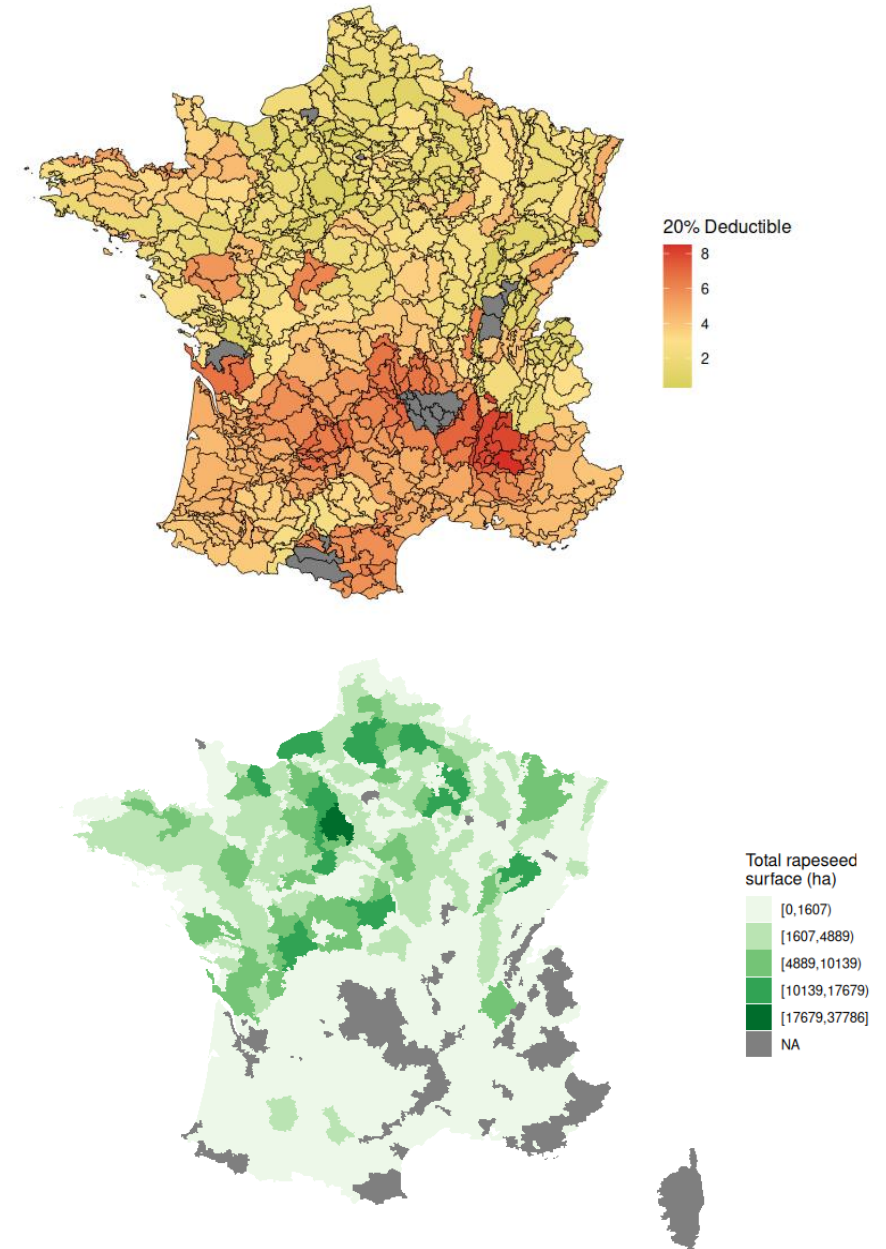 20% Deductible
8
6
4
2
Total rapeseed
surface (ha)
[0,1607)
[1607,4889)
[4889,10139)
[10139,17679)
[17679,37786]
NA